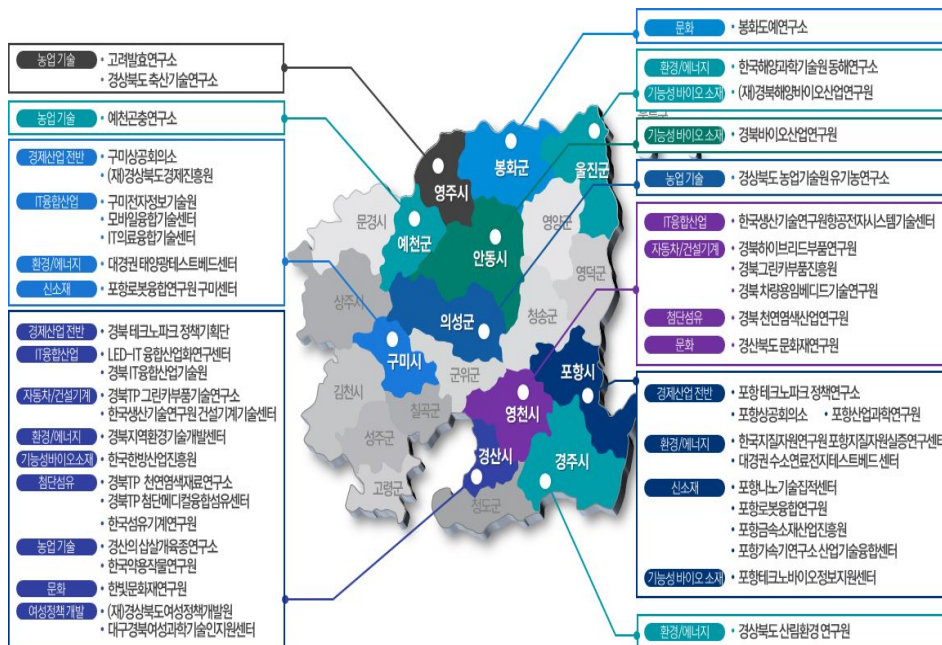 농업 기술 • 고려발효연구소
• 경상북도 축산기술연구소
농업 기술 • 예천곤충연구소
경제산업 전반 • 구미상공회의소
• (재)경상북도경제진흥원
IT융합산업 • 구미전자정보기술원
• 모바일융합기술센터
• IT의료융합기술센터
환경/에너지 • 대경권 태양광테스트베드센터
신소재 • 포항로봇융합연구원 구미센터
경제산업 전반 • 경북 테크노파크 정책기획단
IT융합산업 • LED-IT 융합산업화연구센터
• 경북 IT융합산업기술원
자동차/건설기계 • 경북TP 그린카부품기술연구소
• 한국생산기술연구원 건설기계기술센터
환경/에너지 • 경북지역환경기술개발센터
기능성바이오소재 • 한국한방산업진흥원
첨단섬유 • 경북TP 천연염색재료연구소
• 경북TP 첨단메디컬융합섬유센터
• 한국섬유기계연구원
농업 기술 • 경산의 삽살개육종연구소
• 한국약용작물연구원
문화 • 한빛문화재연구원
여성정책 개발 • (재)경상북도여성정책개발원
• 대구경북여성과학기술인지원센터
영주시
봉화군
울진군
문경시
예천군
안동시
영양군
영덕군
상주시
의성군
청송군
구미시
군위군
포항시
김천시
칠곡군
영천시
성주군
경산시
경주시
고령군
청도군
문화 • 봉화도예연구소
환경/에너지 • 한국해양과학기술원 동해연구소
기능성 바이오 소재 • (재)경북해양바이오산업연구원
기능성 바이오 소재 • 경북바이오산업연구원
농업 기술 • 경상북도 농업기술원 유기농연구소
IT융합산업 • 한국생산기술연구원항공전자시스템기술센터
자동차/건설기계 • 경북하이브리드부품연구원
• 경북그린카부품진흥원
• 경북 차량용임베디드기술연구원
첨단섬유 • 경북 천연염색산업연구원
문화 • 경산북도 문화재연구원
경제산업 전반 • 포항 테크노파크 정책연구소
• 포항상공회의소 • 포항산업과학연구원
환경/에너지 • 한국지질자원연구원 포항지질자원실증연구센터
• 대경권 수소연료전지테스트베드 센터
신소재 • 포항나노기술집적센터
• 포항로봇융합연구원
• 포항금속소재산업진흥원
• 포항가속기연구소 산업기술융합센터
기능성 바이오 소재 • 포항테크노바이오정보지원센터
환경/에너지 • 경상북도 산림환경 연구원